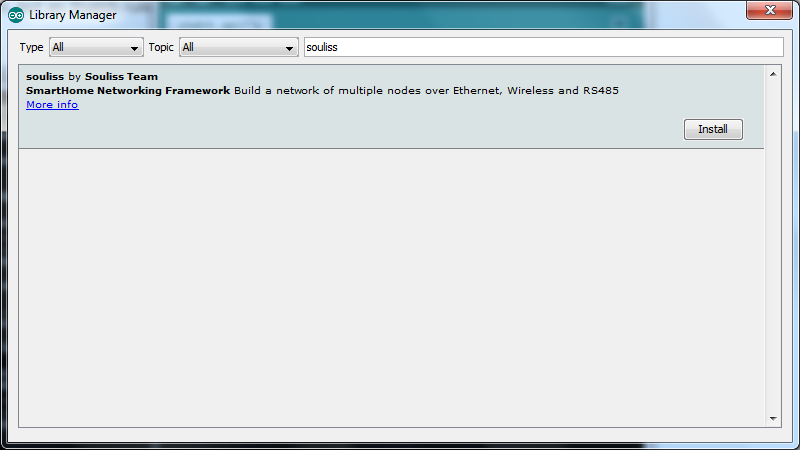 Library Manager
Type All Topic All souliss
souliss by Souliss Team
SmartHome Networking Framework Build a network of multiple nodes over Ethernet, Wireless and RS485
More info
Install